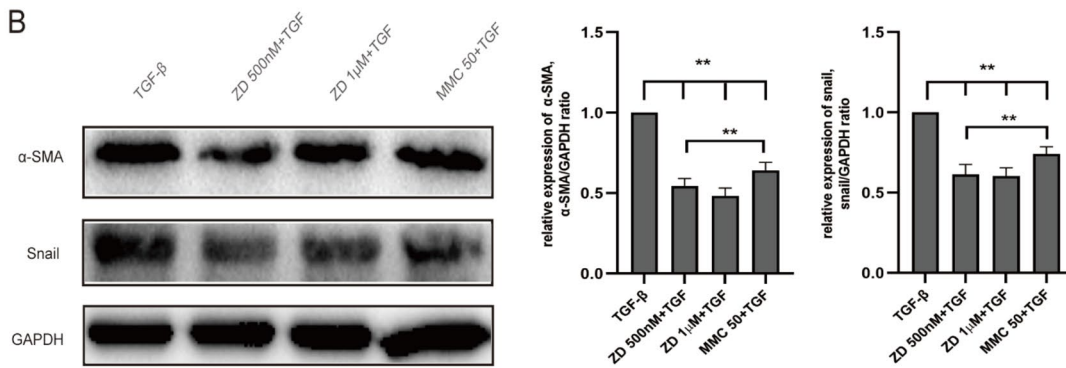 B
TGF-β
ZD 500nM+TGF
ZD 1μM+TGF
MMC 50+TGF
α-SMA
Snail
GAPDH
relative expression of α-SMA,
α-SMA/GAPDH ratio
1.5
1.0
0.5
0.0
**
**
TGF-β
ZD 500nM+TGF
ZD 1μM+TGF
MMC 50+TGF
relative expression of snail,
snail/GAPDH ratio
1.5
1.0
0.5
0.0
**
**
TGF-β
ZD 500nM+TGF
ZD 1μM+TGF
MMC 50+TGF